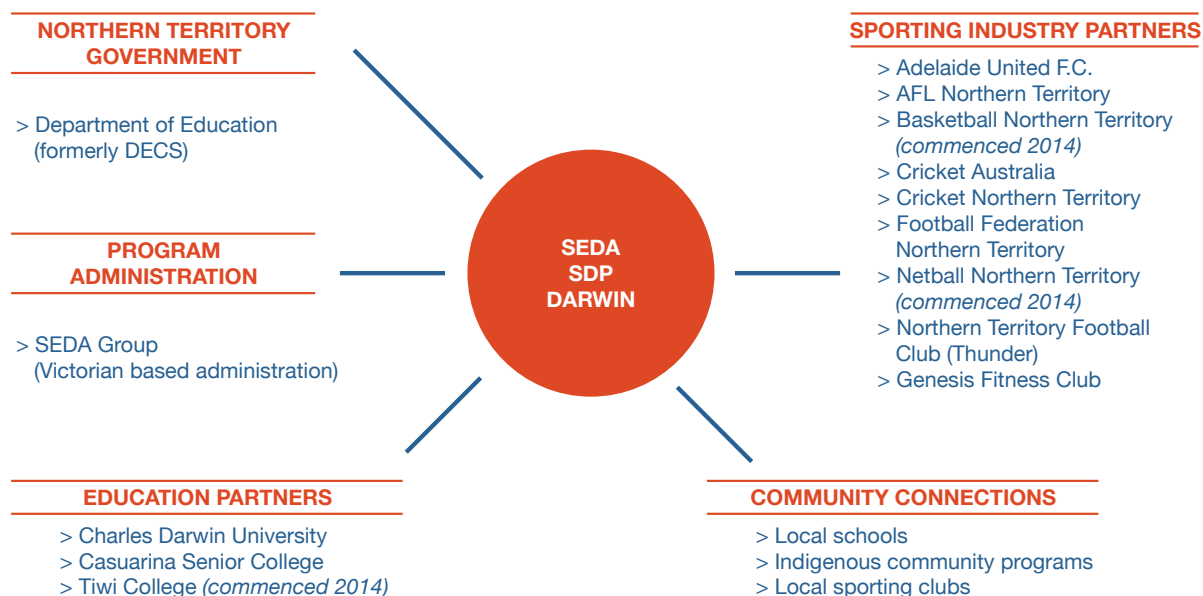 NORTHERN TERRITORY
GOVERNMENT
> Department of Education
(formerly DECS)
PROGRAM
ADMINISTRATION
> SEDA Group
(Victorian based administration)
EDUCATION PARTNERS
> Charles Darwin University
> Casuarina Senior College
> Tiwi College (commenced 2014)
SEDA
SDP
DARWIN
SPORTING INDUSTRY PARTNERS
> Adelaide United F.C.
> AFL Northern Territory
> Basketball Northern Territory
(commenced 2014)
> Cricket Australia
> Cricket Northern Territory
> Football Federation
Northern Territory
> Netball Northern Territory
(commenced 2014)
> Northern Territory Football
Club (Thunder)
> Genesis Fitness Club
COMMUNITY CONNECTIONS
> Local schools
> Indigenous community programs
> Local sporting clubs